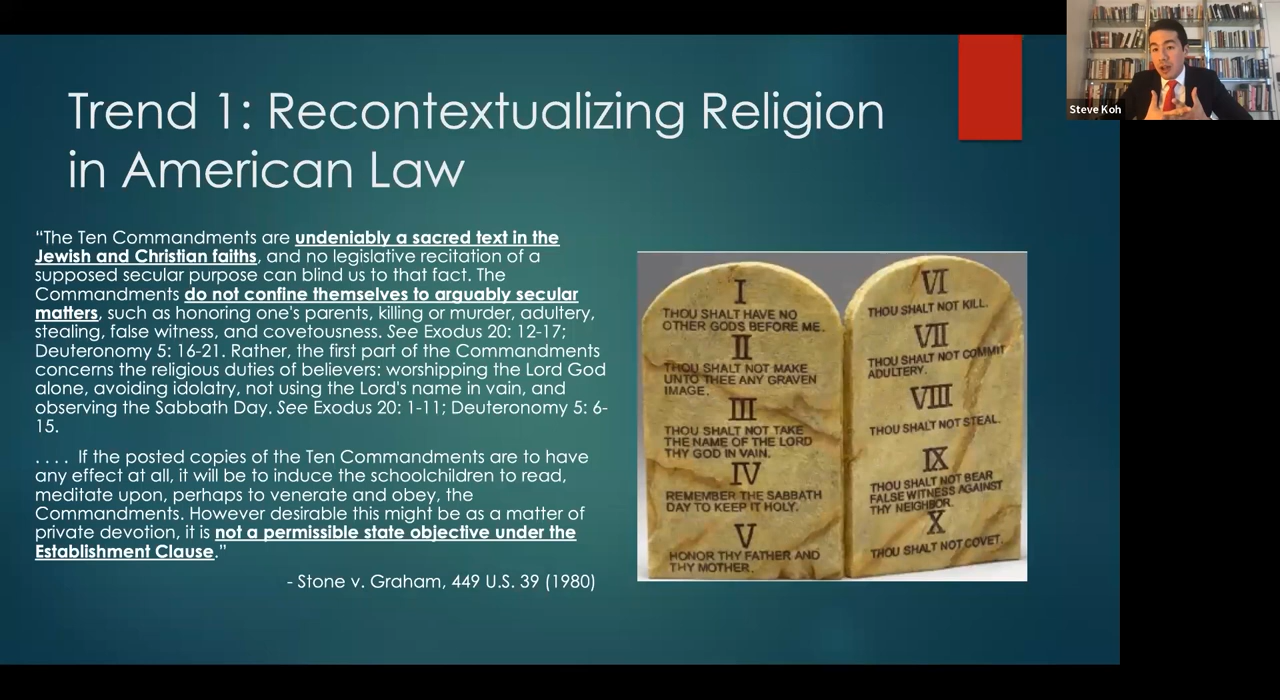 Steve Koh
Trend 1: Recontextualizing Religion
in American Law
“The Ten Commandments are undeniably a sacred text in the
Jewish and Christian faiths, and no legislative recitation of a
supposed secular purpose can blind us to that fact. The
Commandments do not confine themselves to arguably secular
matters, such as honoring one's parents, killing or murder, adultery,
stealing, false witness, and covetousness. See Exodus 20: 12-17;
Deuteronomy 5: 16-21. Rather, the first part of the Commandments
concerns the religious duties of believers: worshipping the Lord God
alone, avoiding idolatry, not using the Lord's name in vain, and
observing the Sabbath Day. See Exodus 20: 1-11; Deuteronomy 5: 6-
15.
. . . . If the posted copies of the Ten Commandments are to have
any effect at all, it will be to induce the schoolchildren to read,
meditate upon, perhaps to venerate and obey, the
Commandments. However desirable this might be as a matter of
private devotion, it is not a permissible state objective under the
Establishment Clause.”
- Stone v. Graham, 449 U.S. 39 (1980)
I
THOU SHALT HAVE NO
OTHER GODS BEFORE ME.
II
THOU SHALT NOT MAKE
UNTO THEE ANY GRAVEN
IMAGE.
III
THOU SHALT NOT TAKE
THE NAME OF THE LORD
THY GOD IN VAIN.
IV
REMEMBER THE SABBATH
DAY TO KEEP IT HOLY.
V
HONOR THY FATHER AND
THY MOTHER.
VI
THOU SHALT NOT KILL.
VII
THOU SHALT NOT COMMIT
ADULTERY.
VIII
THOU SHALT NOT STEAL.
IX
THOU SHALT NOT BEAR
FALSE WITNESS AGAINST
THY NEIGHBOR.
X
THOU SHALT NOT COVET.